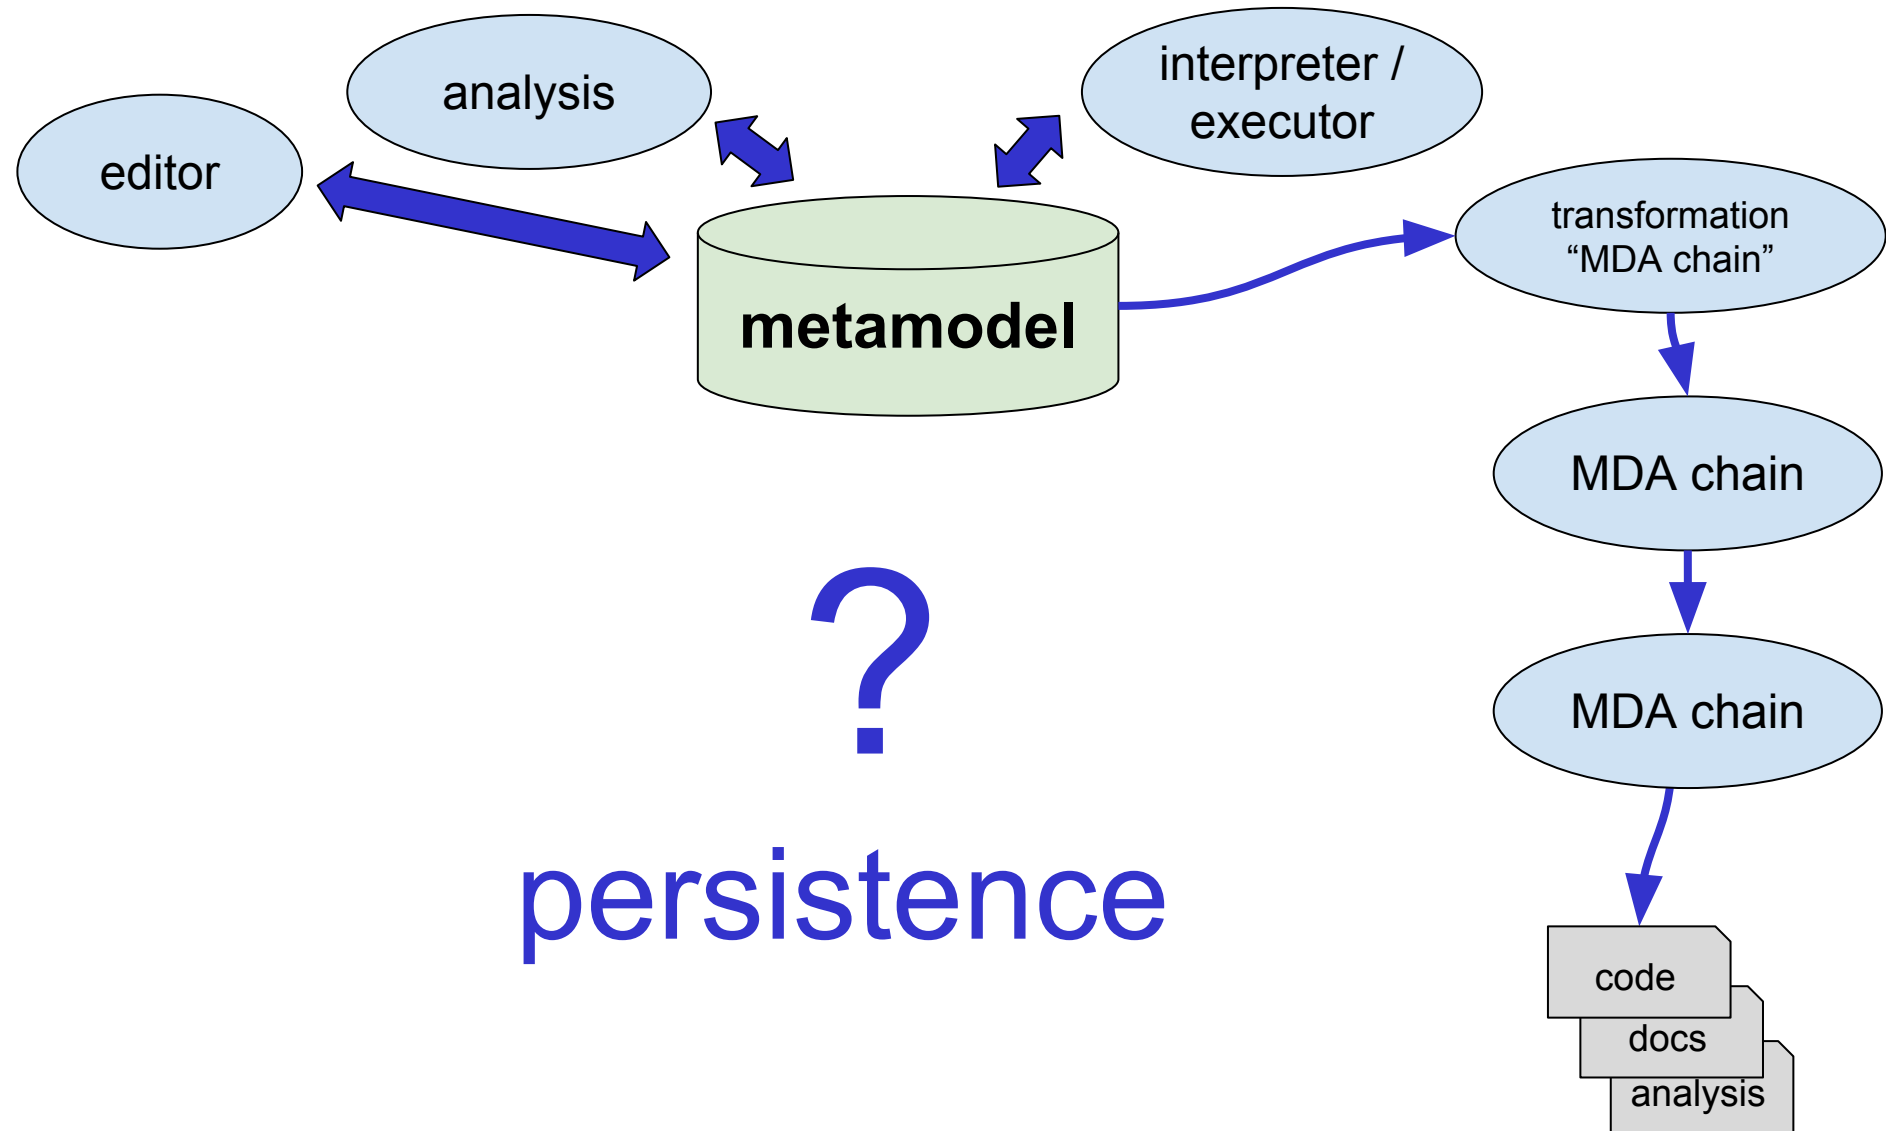 editor
analysis
interpreter /
executor
metamodel
transformation
“MDA chain”
MDA chain
MDA chain
?
persistence
code
docs
analysis